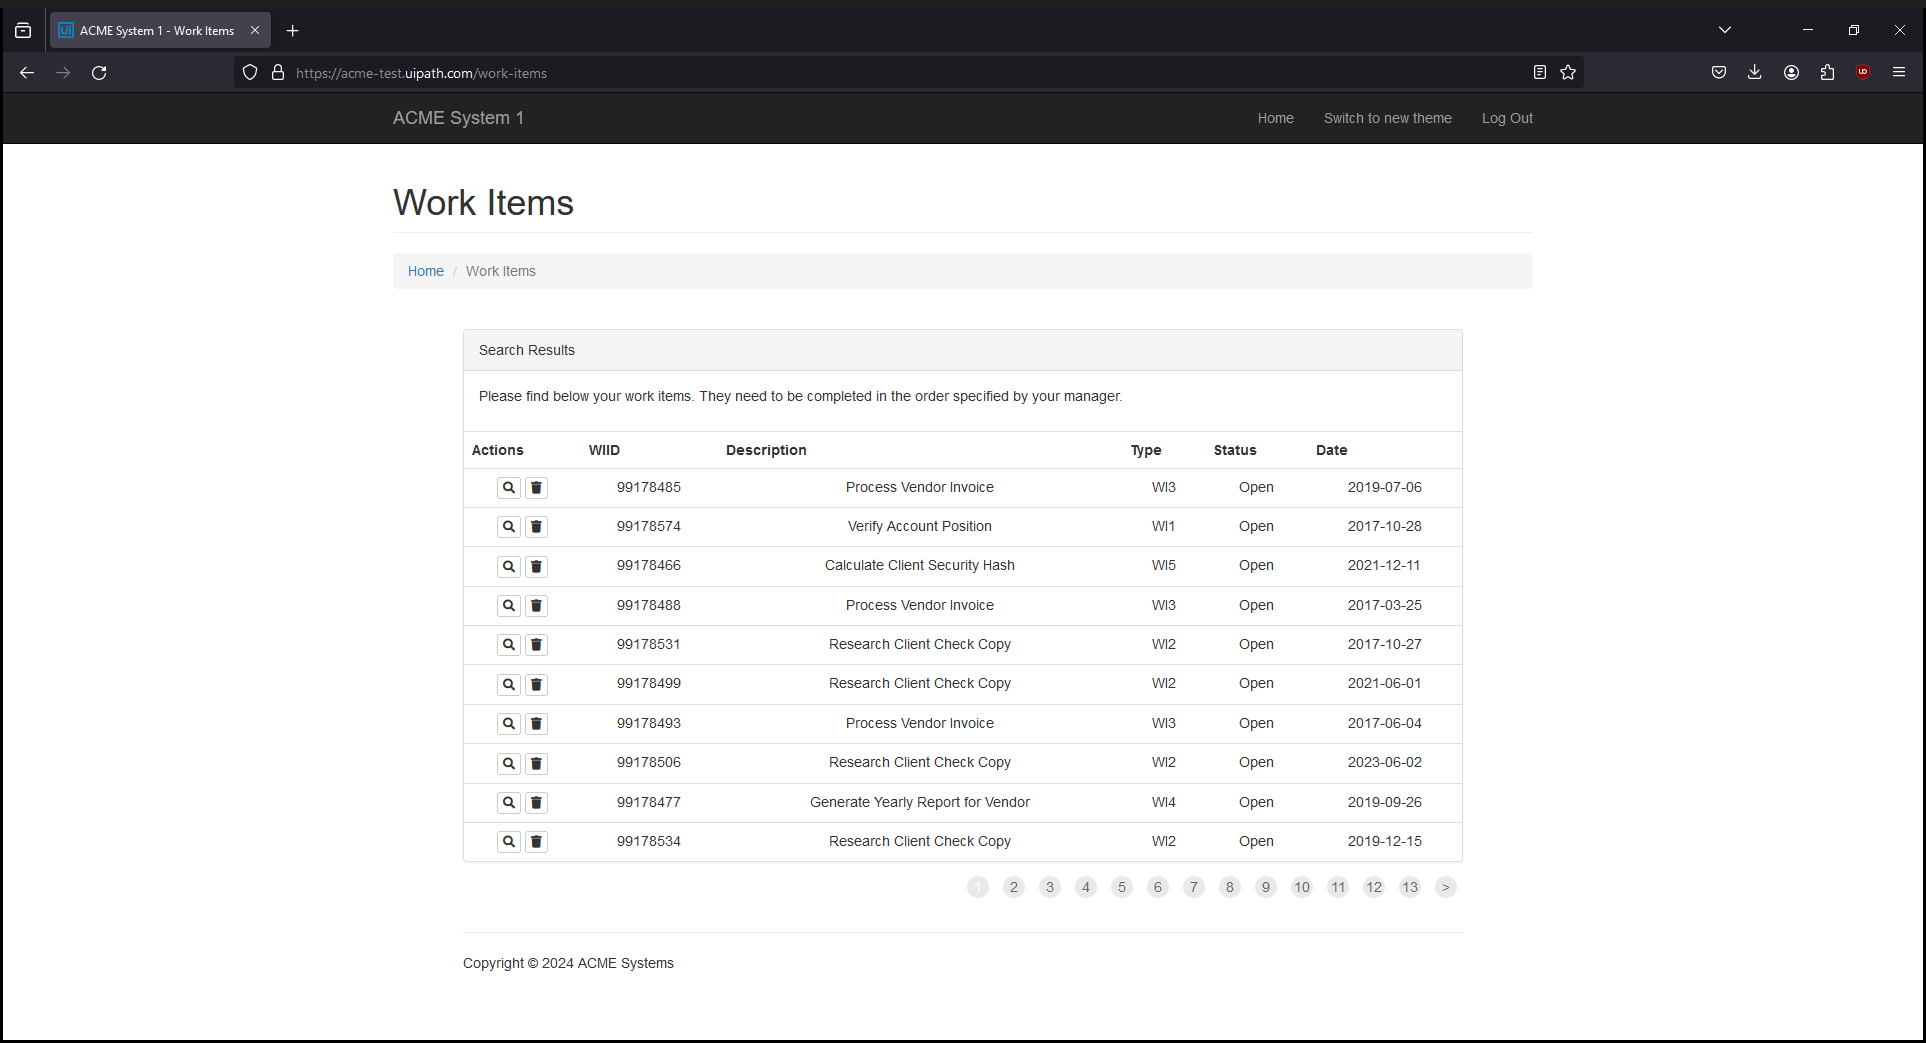 ACME System 1 - Work Items
https://acme-test.uipath.com/work-items
ACME System 1 Home Switch to new theme Log Out
Work Items
Home / Work Items
Search Results
Please find below your work items. They need to be completed in the order specified by your manager.
Actions WIID Description Type Status Date
99178485 Process Vendor Invoice WI3 Open 2019-07-06
99178574 Verify Account Position WI1 Open 2017-10-28
99178466 Calculate Client Security Hash WI5 Open 2021-12-11
99178488 Process Vendor Invoice WI3 Open 2017-03-25
99178531 Research Client Check Copy WI2 Open 2017-10-27
99178499 Research Client Check Copy WI2 Open 2021-06-01
99178493 Process Vendor Invoice WI3 Open 2017-06-04
99178506 Research Client Check Copy WI2 Open 2023-06-02
99178477 Generate Yearly Report for Vendor WI4 Open 2019-09-26
99178534 Research Client Check Copy WI2 Open 2019-12-15
1 2 3 4 5 6 7 8 9 10 11 12 13 >
Copyright © 2024 ACME Systems